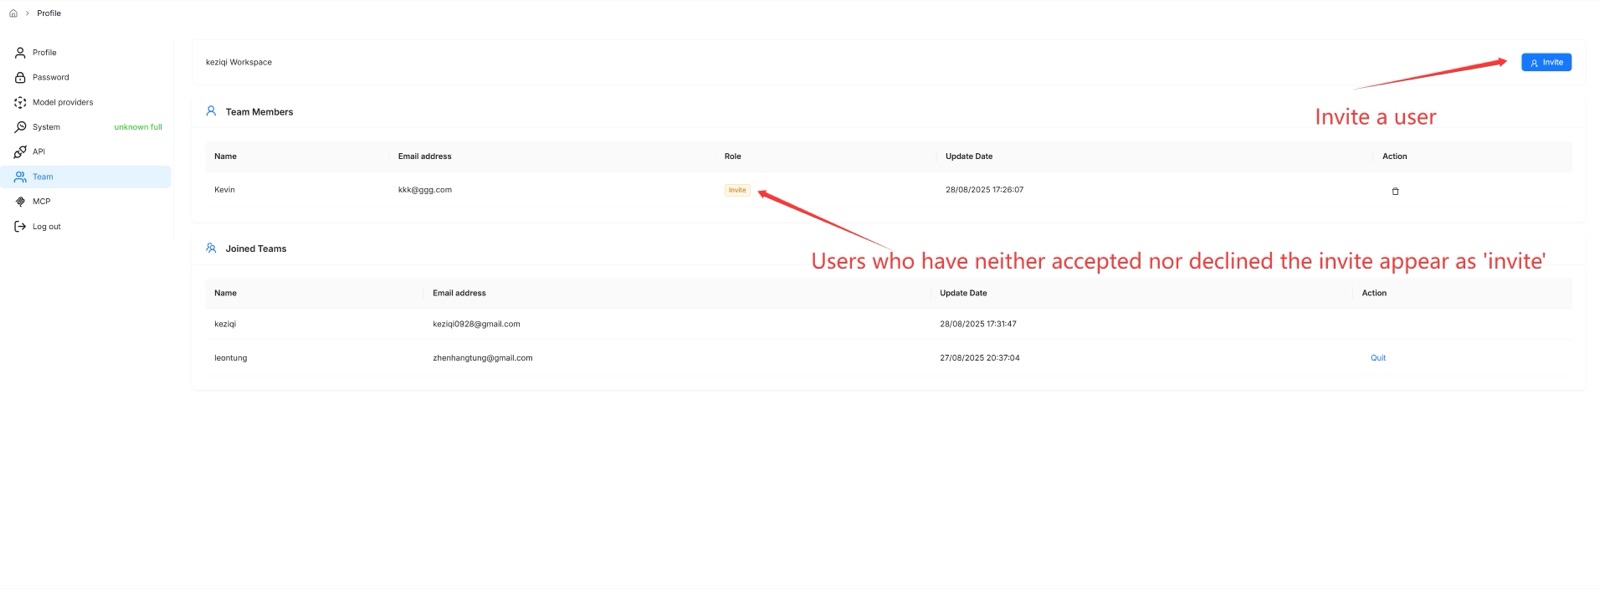 Profile
Profile
Password
Model providers
System unknown full
API
Team
MCP
Log out
keziqi Workspace
Invite
Invite a user
Team Members
Name Email address Role Update Date Action
Kevin kkk@ggg.com Invite 28/08/2025 17:26:07
Users who have neither accepted nor declined the invite appear as 'invite'
Joined Teams
Name Email address Update Date Action
keziqi keziqi0928@gmail.com 28/08/2025 17:31:47
leontung zhenhangtung@gmail.com 27/08/2025 20:37:04 Quit